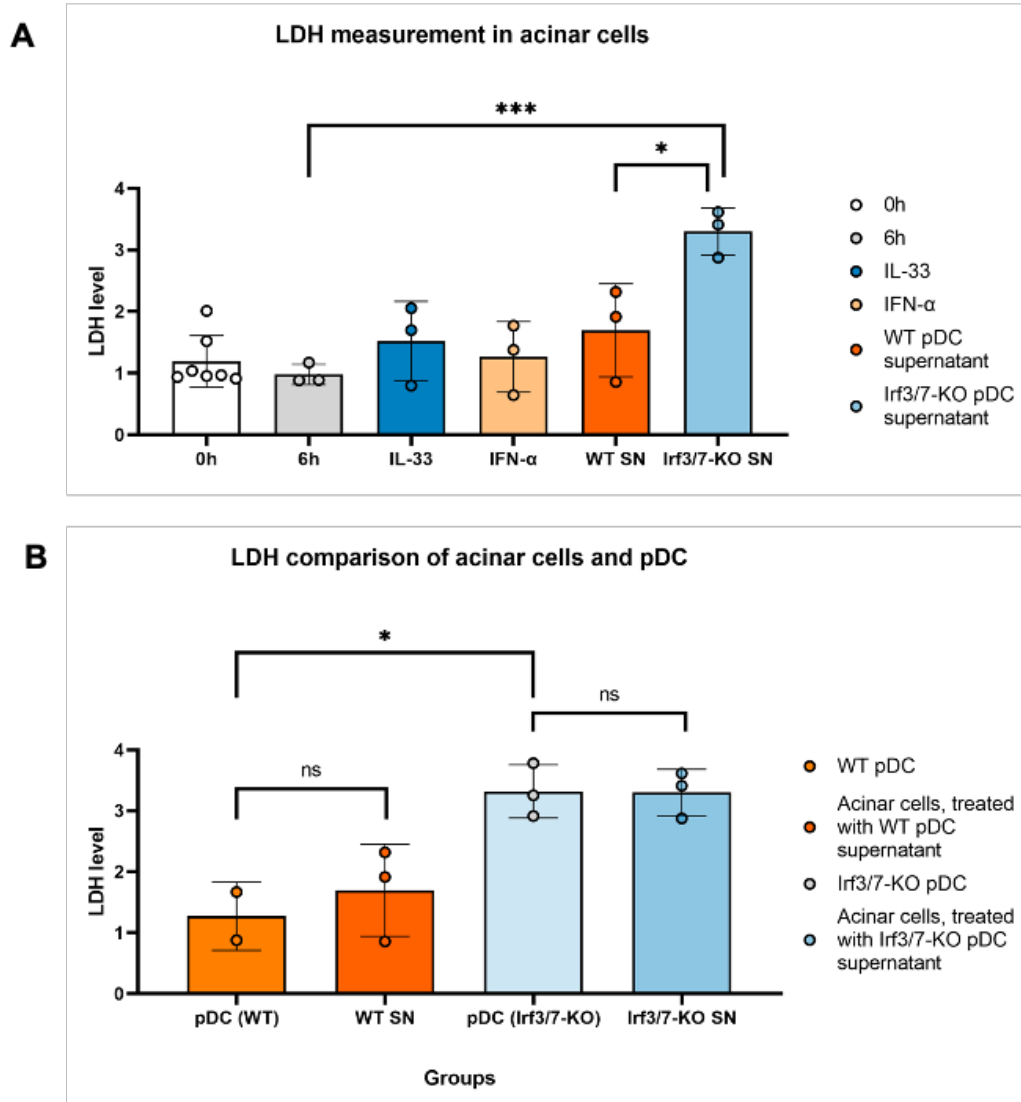 A
LDH measurement in acinar cells
***
*
LDH level
4
3
2
1
0
0h
6h
IL-33
IFN-α
WT SN
Irf3/7-KO SN
0h
6h
IL-33
IFN-α
WT pDC
supernatant
Irf3/7-KO pDC
supernatant
B
LDH comparison of acinar cells and pDC
*
ns
ns
LDH level
4
3
2
1
0
pDC (WT)
WT SN
pDC (Irf3/7-KO)
Irf3/7-KO SN
Groups
WT pDC
Acinar cells, treated
with WT pDC
supernatant
Irf3/7-KO pDC
Acinar cells, treated
with Irf3/7-KO pDC
supernatant